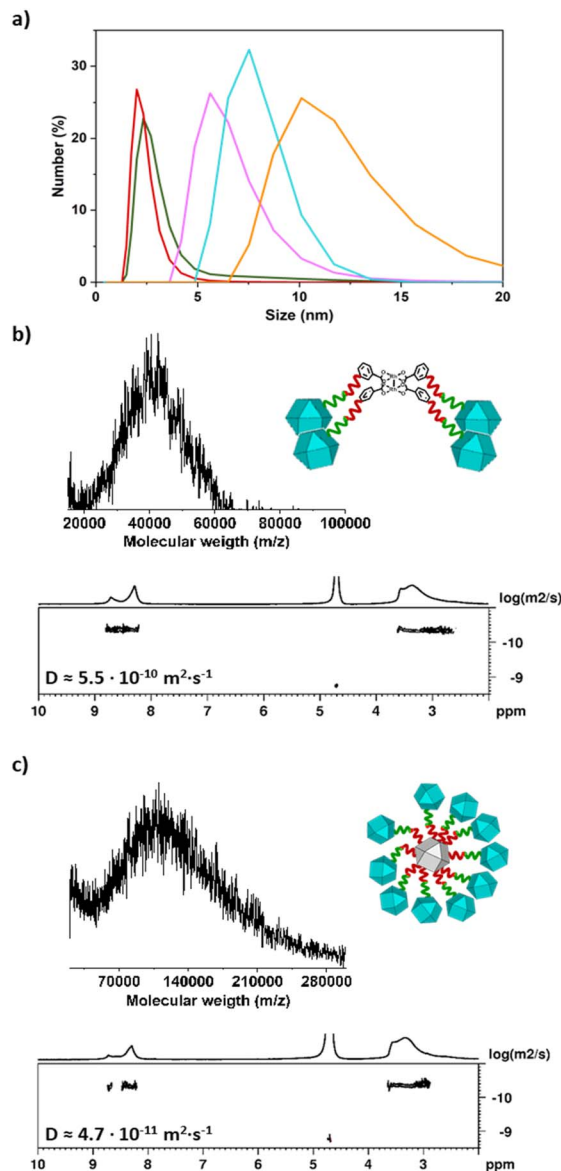 a)
30
20
10
0
Number (%)
0 5 10 15 20
Size (nm)
b)
20000 40000 60000 80000 100000
Molecular weigth (m/z)
log(m2/s)
-10
-9
D ≈ 5.5 · 10⁻¹⁰ m²·s⁻¹
10 9 8 7 6 5 4 3 ppm
c)
70000 140000 210000 280000
Molecular weigth (m/z)
log(m2/s)
-10
-9
D ≈ 4.7 · 10⁻¹¹ m²·s⁻¹
10 9 8 7 6 5 4 3 ppm